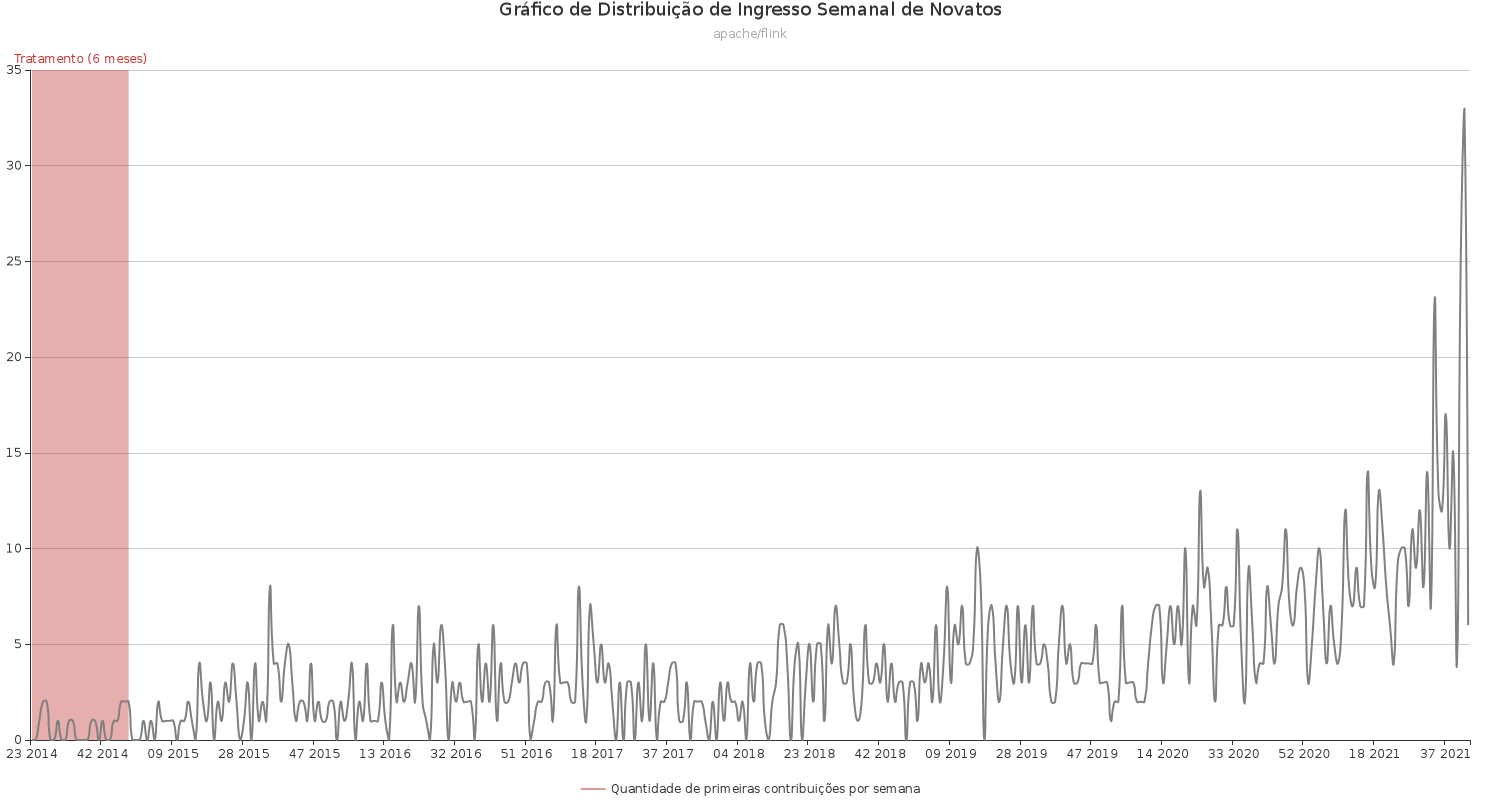 Gráfico de Distribuição de Ingresso Semanal de Novatos
apache/flink
Tratamento (6 meses)
35
30
25
20
15
10
5
0
23 2014 42 2014 09 2015 28 2015 47 2015 13 2016 32 2016 51 2016 18 2017 37 2017 04 2018 23 2018 42 2018 09 2019 28 2019 47 2019 14 2020 33 2020 52 2020 18 2021 37 2021
Quantidade de primeiras contribuições por semana